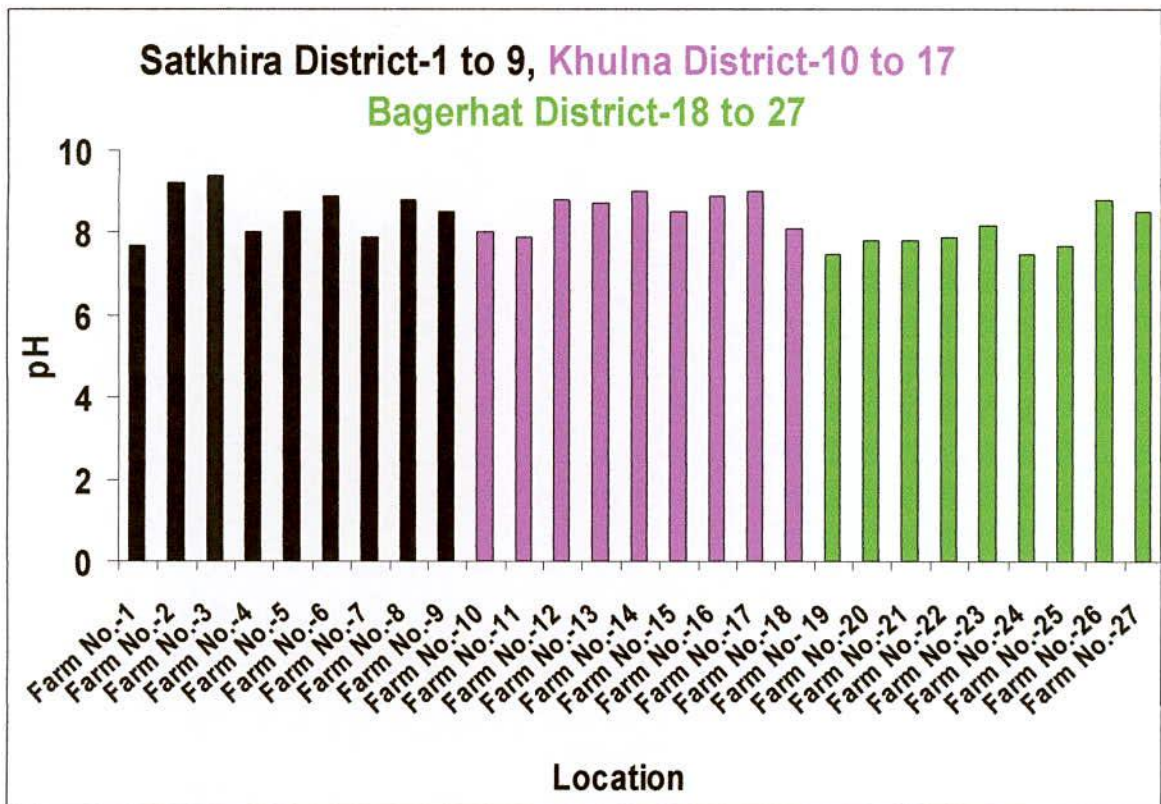 Satkhira District-1 to 9, Khulna District-10 to 17
Bagerhat District-18 to 27
10
8
6
4
2
0
pH
Farm No.-1
Farm No.-2
Farm No.-3
Farm No.-4
Farm No.-5
Farm No.-6
Farm No.-7
Farm No.-8
Farm No.-9
Farm No.-10
Farm No.-11
Farm No.-12
Farm No.-13
Farm No.-14
Farm No.-15
Farm No.-16
Farm No.-17
Farm No.-18
Farm No.- 19
Farm No.-20
Farm No.-21
Farm No.-22
Farm No.-23
Farm No.-24
Farm No.-25
Farm No.-26
Farm No.-27
Location